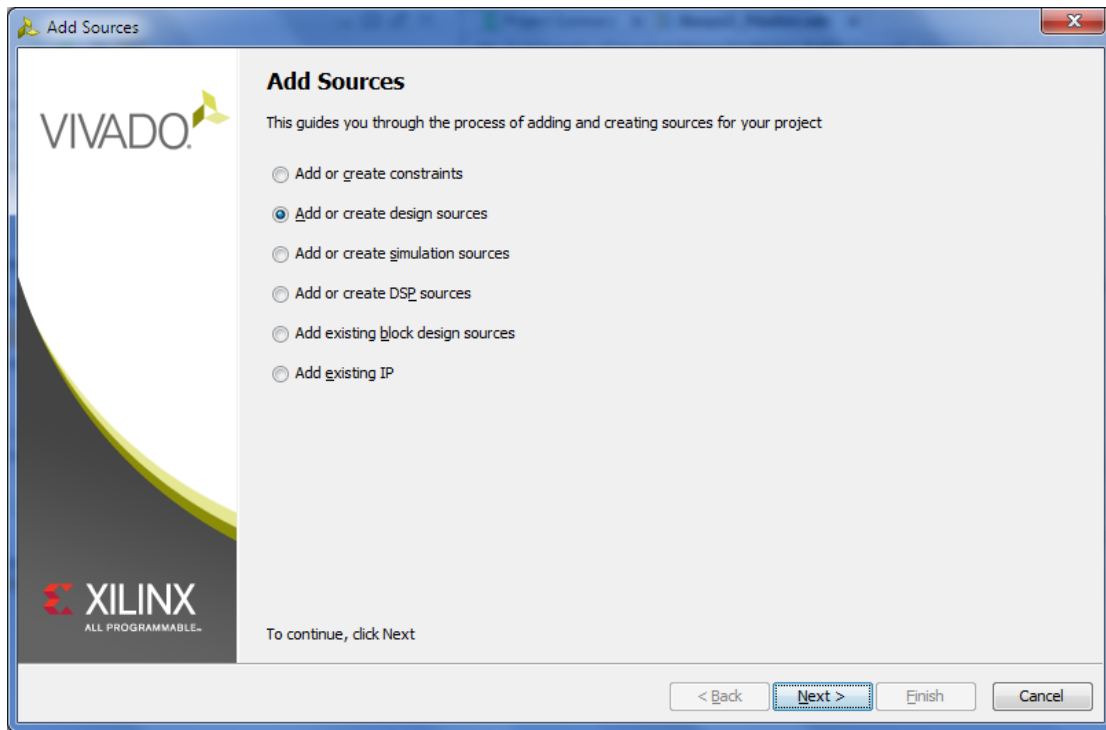 Add Sources
VIVADO.
Add Sources
This guides you through the process of adding and creating sources for your project
Add or create constraints
Add or create design sources
Add or create simulation sources
Add or create DSP sources
Add existing block design sources
Add existing IP
XILINX
ALL PROGRAMMABLE™
To continue, click Next
< Back Next > Finish Cancel